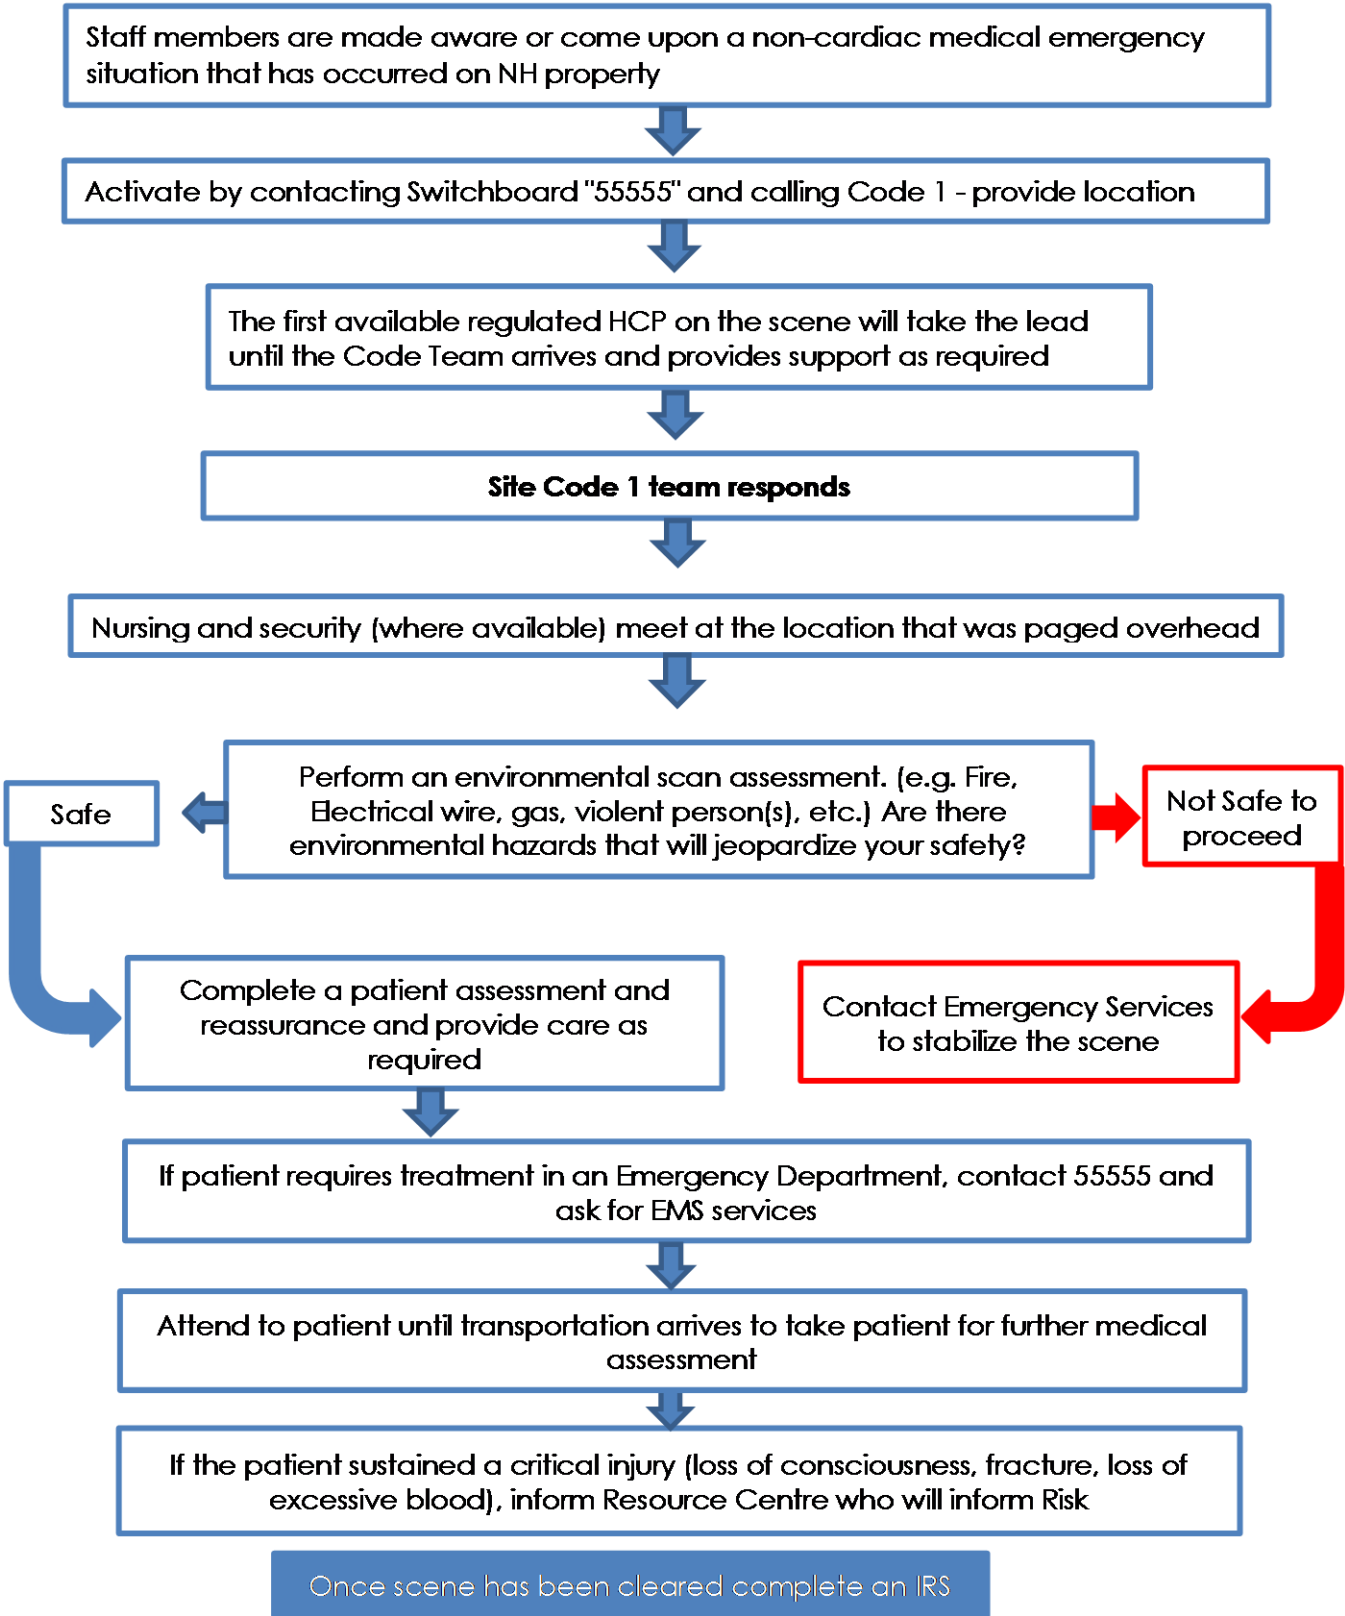 Staff members are made aware or come upon a non-cardiac medical emergency
situation that has occurred on NH property
Activate by contacting Switchboard "55555" and calling Code 1 - provide location
The first available regulated HCP on the scene will take the lead
until the Code Team arrives and provides support as required
Site Code 1 team responds
Nursing and security (where available) meet at the location that was paged overhead
Perform an environmental scan assessment. (e.g. Fire,
Electrical wire, gas, violent person(s), etc.) Are there
environmental hazards that will jeopardize your safety?
Safe
Not Safe to
proceed
Complete a patient assessment and
reassurance and provide care as
required
Contact Emergency Services
to stabilize the scene
If patient requires treatment in an Emergency Department, contact 55555 and
ask for EMS services
Attend to patient until transportation arrives to take patient for further medical
assessment
If the patient sustained a critical injury (loss of consciousness, fracture, loss of
excessive blood), inform Resource Centre who will inform Risk
Once scene has been cleared complete an IRS